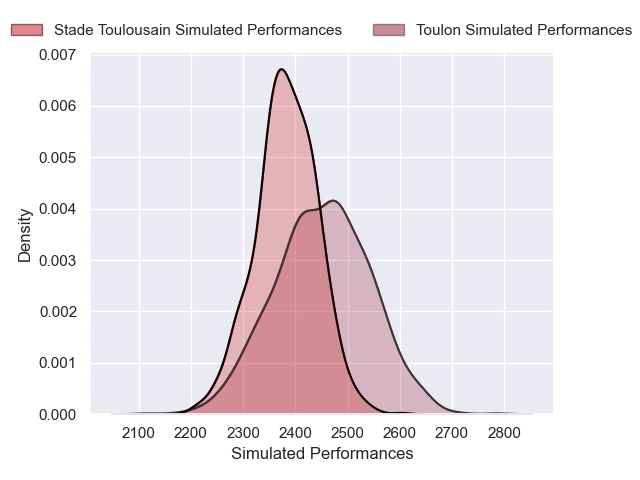 Stade Toulousain Simulated Performances
Toulon Simulated Performances
0.007
0.006
0.005
0.004
0.003
0.002
0.001
0.000
Density
2100 2200 2300 2400 2500 2600 2700 2800
Simulated Performances